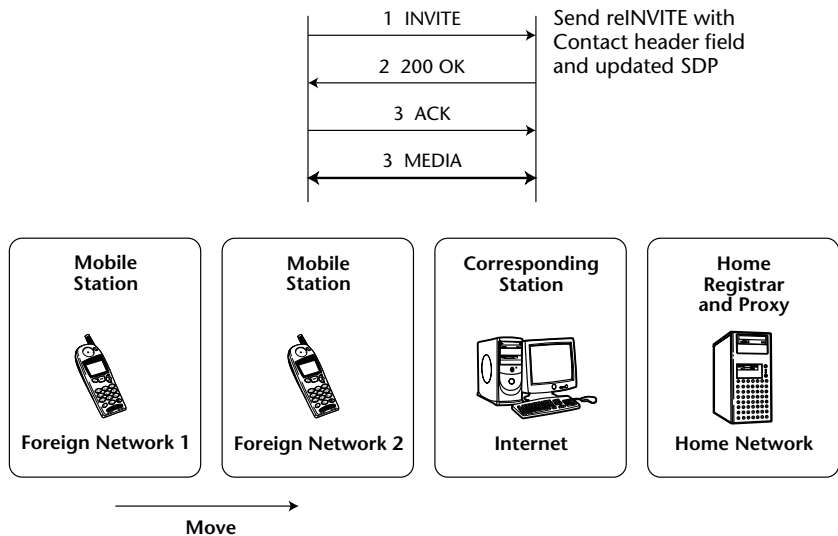 1 INVITE
Send reINVITE with
Contact header field
and updated SDP
2 200 OK
3 ACK
3 MEDIA
Mobile
Station
Foreign Network 1
Mobile
Station
Foreign Network 2
Corresponding
Station
Internet
Home
Registrar
and Proxy
Home Network
Move